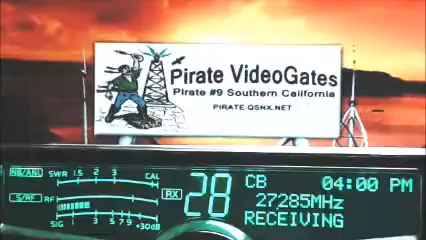 Pirate VideoGates
Pirate #9 Southern California
PIRATE.QSNX.NET
NB/ANL SWR 1.5 2 3 CAL
S/RF RF
SIG 1 3 5 7 9 +30dB
RX 28
CB 04:00 PM
27285MHz
RECEIVING